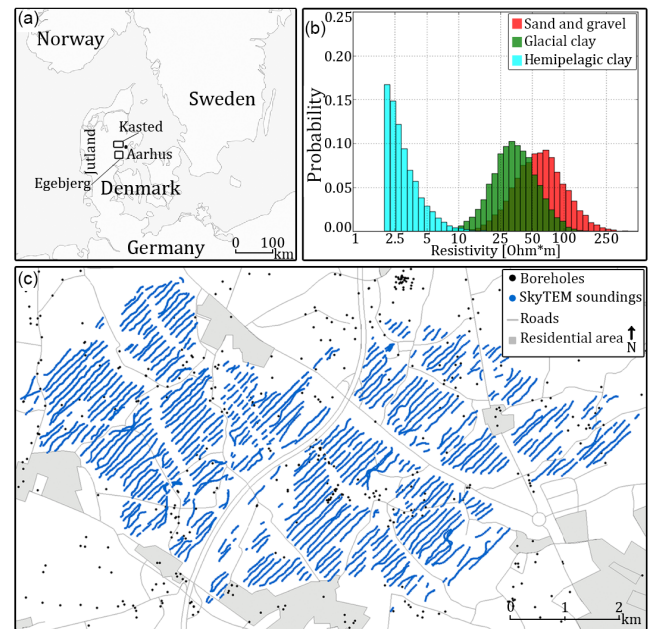 (a)
Norway
Sweden
Kasted
Jutland
Aarhus
Egebjerg
Denmark
Germany
0 100
km
(b)
0.25
0.20
0.15
0.10
0.05
0.00
Probability
Sand and gravel
Glacial clay
Hemipelagic clay
1 2.5 5 10 25 50 100 250
Resistivity [Ohm*m]
(c)
Boreholes
SkyTEM soundings
Roads
Residential area
N
0 1 2
km